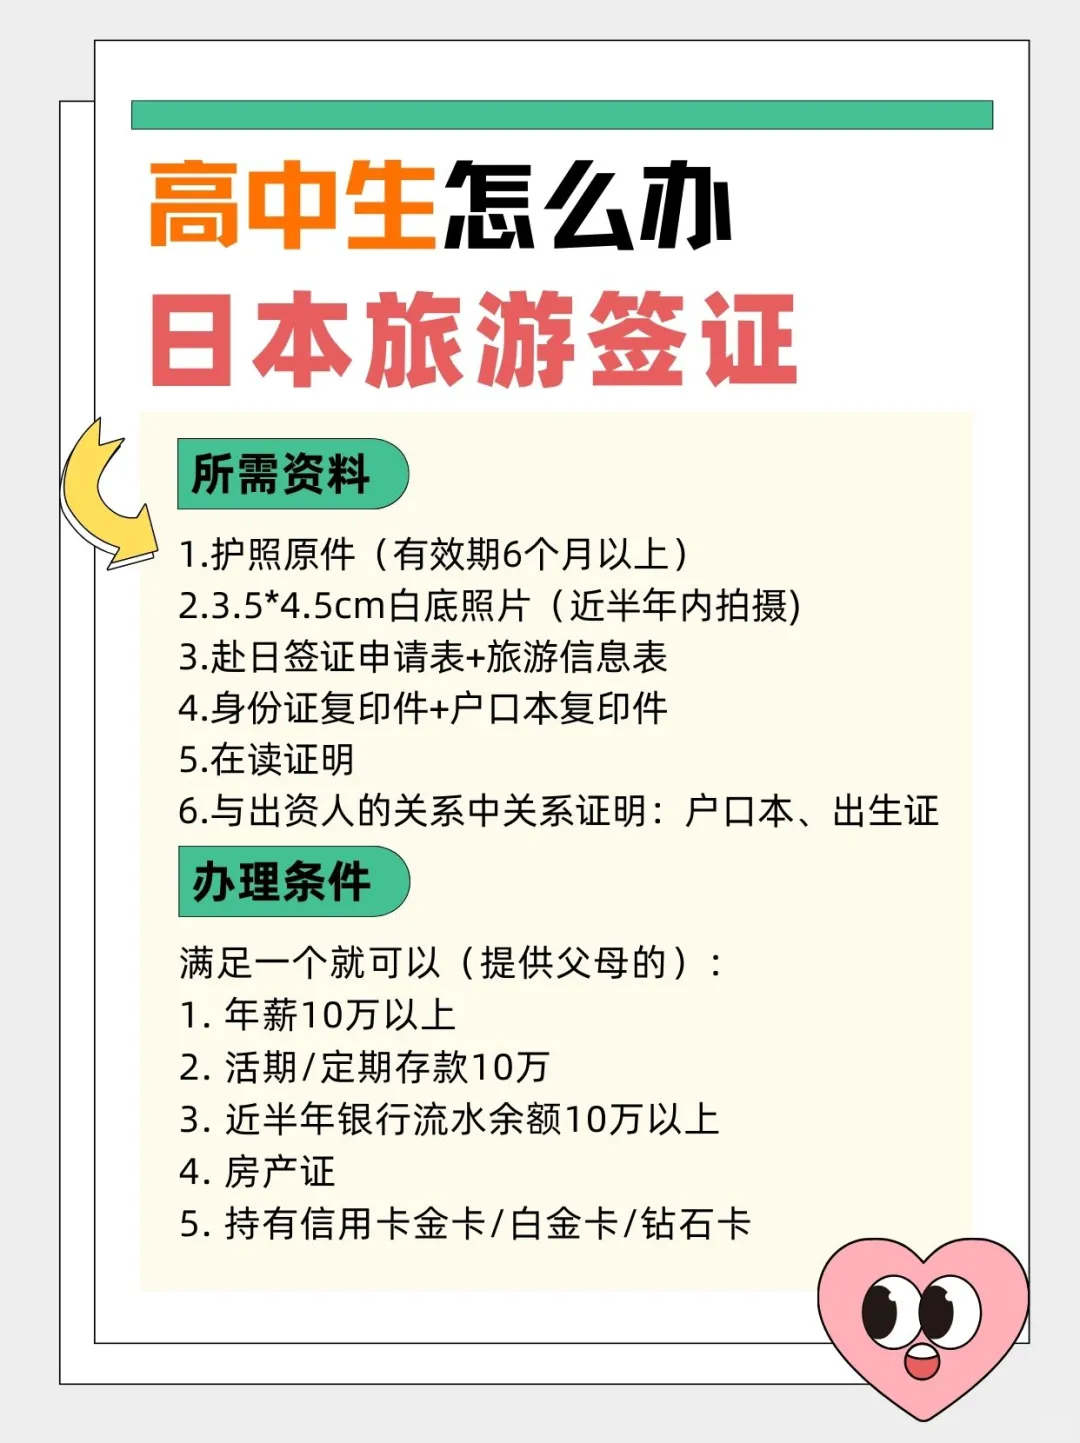 高中生怎么办
日本旅游签证
所需资料
1.护照原件（有效期6个月以上）
2.3.5*4.5cm白底照片（近半年内拍摄)
3.赴日签证申请表+旅游信息表
4.身份证复印件+户口本复印件
5.在读证明
6.与出资人的关系中关系证明：户口本、出生证
办理条件
满足一个就可以（提供父母的）:
1. 年薪10万以上
2. 活期/定期存款10万
3. 近半年银行流水余额10万以上
4. 房产证
5. 持有信用卡金卡/白金卡/钻石卡